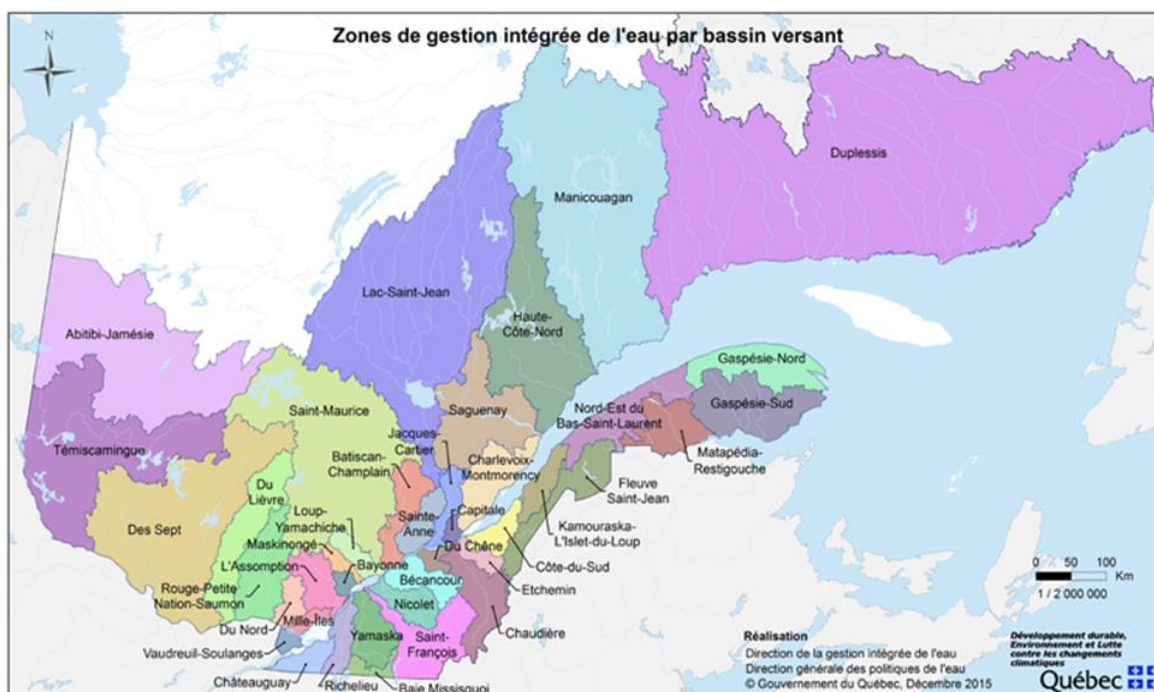 Zones de gestion intégrée de l'eau par bassin versant
N
Duplessis
Manicouagan
Lac-Saint-Jean
Haute-
Côte-Nord
Abitibi-Jamésie
Gaspésie-Nord
Saguenay
Nord-Est du
Bas-Saint-Laurent
Gaspésie-Sud
Saint-Maurice
Témiscamingue
Jacques-
Cartier
Batiscan-
Champlain
Charlevoix-
Montmorency
Matapédia-
Restigouche
Fleuve
Saint-Jean
Du
Lièvre
Des Sept
Loup-
Yamachiche
Sainte-
Anne
Capitale
Kamouraska-
L'Islet-du-Loup
Maskinongé
Du Chêne
Côte-du-Sud
L'Assomption
Bayonne
Bécancour
Etchemin
Rouge-Petite
Nation-Saumon
Nicolet
Du Nord
Mille-Îles
Yamaska
Saint-
François
Chaudière
Vaudreuil-Soulanges
Châteauguay
Richelieu
Baie Missisquoi
0 50 100
Km
1 / 2 000 000
Réalisation
Direction de la gestion intégrée de l'eau
Direction générale des politiques de l'eau
© Gouvernement du Québec, Décembre 2015
Développement durable,
Environnement et Lutte
contre les changements
climatiques
Québec